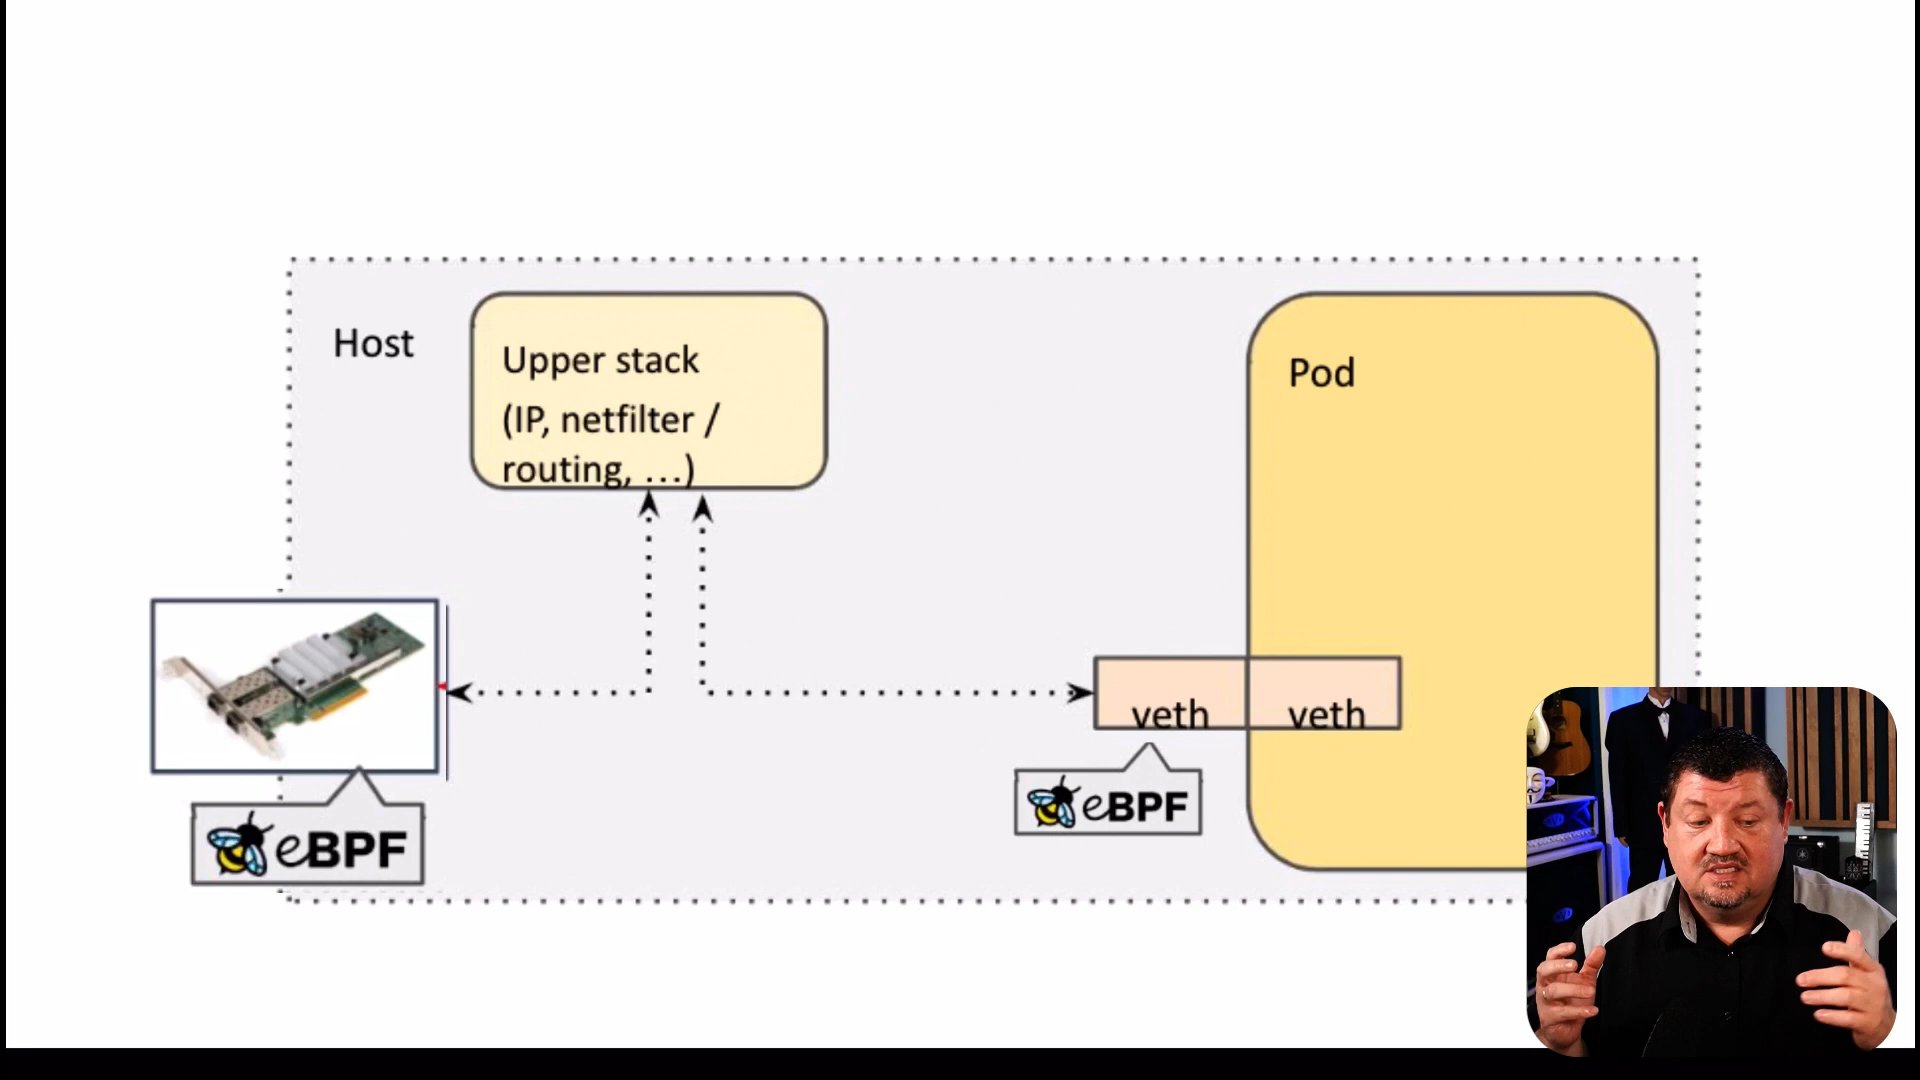 Host
Upper stack
(IP, netfilter /
routing, ...)
Pod
veth
veth
eBPF
eBPF